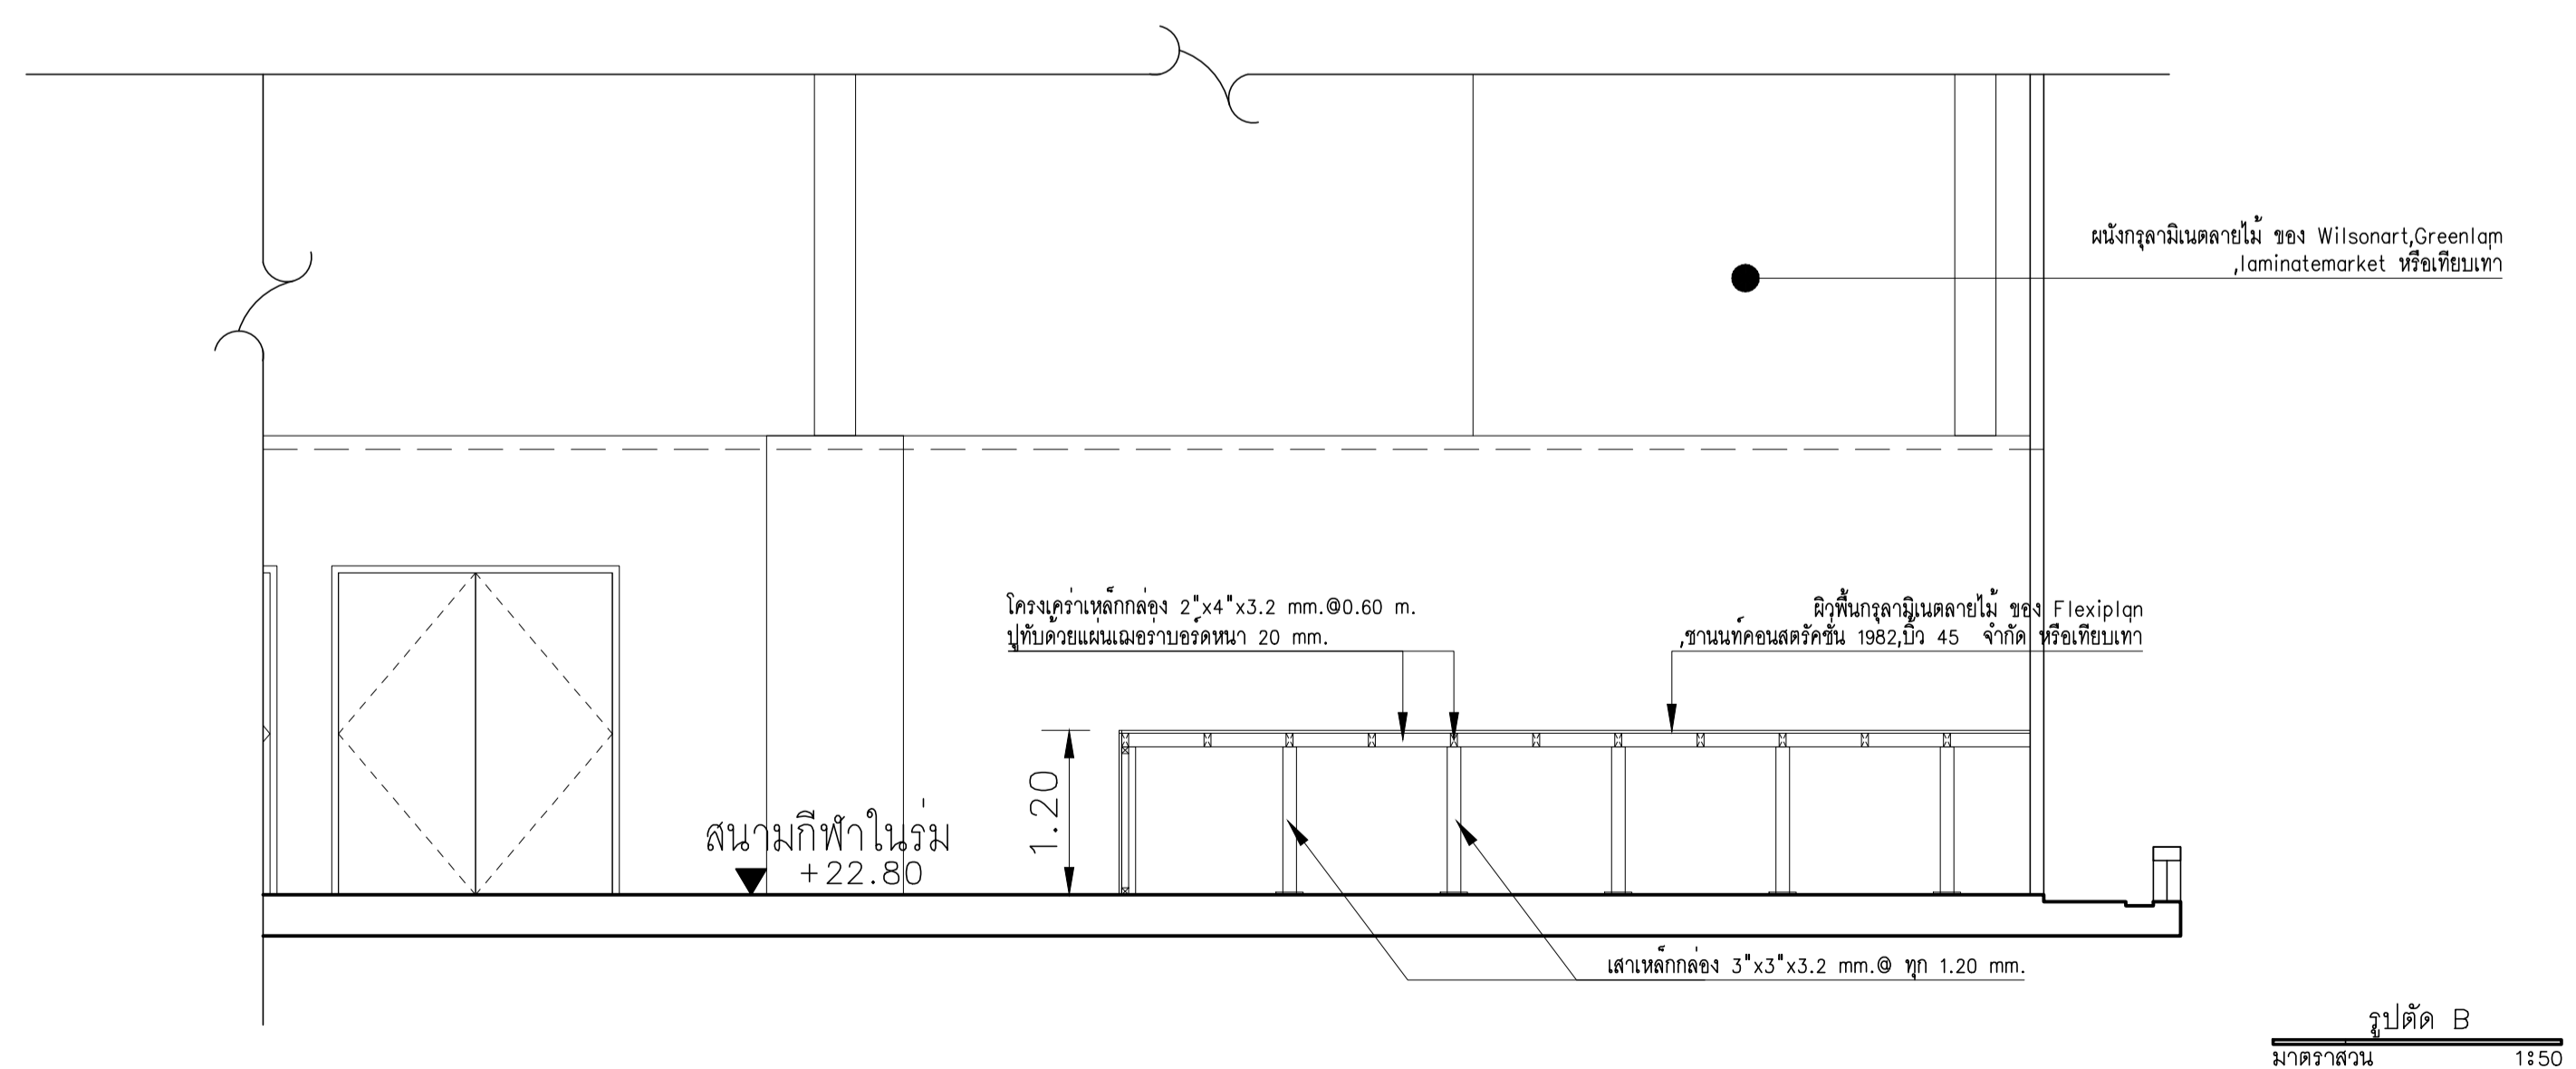 ผนังกรุลามิเนตลายไม้ ของ Wilsonart,Greenlam
,laminatemarket หรือเทียบเท่า
โครงเคร่าเหล็กกล่อง 2"x4"x3.2 mm.@0.60 m.
ปูทับด้วยแผ่นเฌอร่าบอร์ดหนา 20 mm.
ผิวพื้นกรุลามิเนตลายไม้ ของ Flexiplan
,ชานนท์คอนสตรัคชั่น 1982,บิ้ว 45 จำกัด หรือเทียบเท่า
1.20
สนามกีฬาในร่ม
+22.80
เสาเหล็กกล่อง 3"x3"x3.2 mm.@ ทุก 1.20 mm.
รูปตัด B
มาตราส่วน 1:50